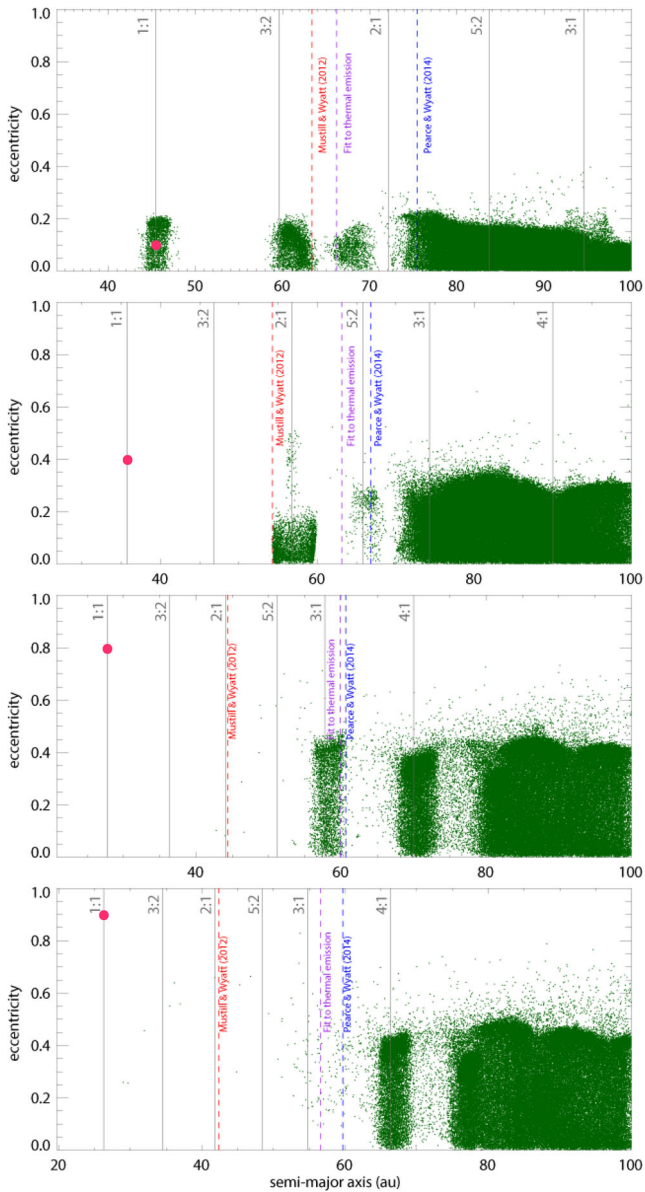 1.0
0.8
0.6
0.4
0.2
0.0
eccentricity
1:1
3:2
2:1
5:2
3:1
Mustill & Wyatt (2012)
Fit to thermal emission
Pearce & Wyatt (2014)
40 50 60 70 80 90 100
1.0
0.8
0.6
0.4
0.2
0.0
eccentricity
1:1
3:2
2:1
5:2
3:1
4:1
Mustill & Wyatt (2012)
Fit to thermal emission
Pearce & Wyatt (2014)
40 60 80 100
1.0
0.8
0.6
0.4
0.2
0.0
eccentricity
1:1
3:2
2:1
5:2
3:1
4:1
Mustill & Wyatt (2012)
Fit to thermal emission
Pearce & Wyatt (2014)
40 60 80 100
1.0
0.8
0.6
0.4
0.2
0.0
eccentricity
1:1
3:2
2:1
5:2
3:1
4:1
Mustill & Wyatt (2012)
Fit to thermal emission
Pearce & Wyatt (2014)
20 40 60 80 100
semi-major axis (au)